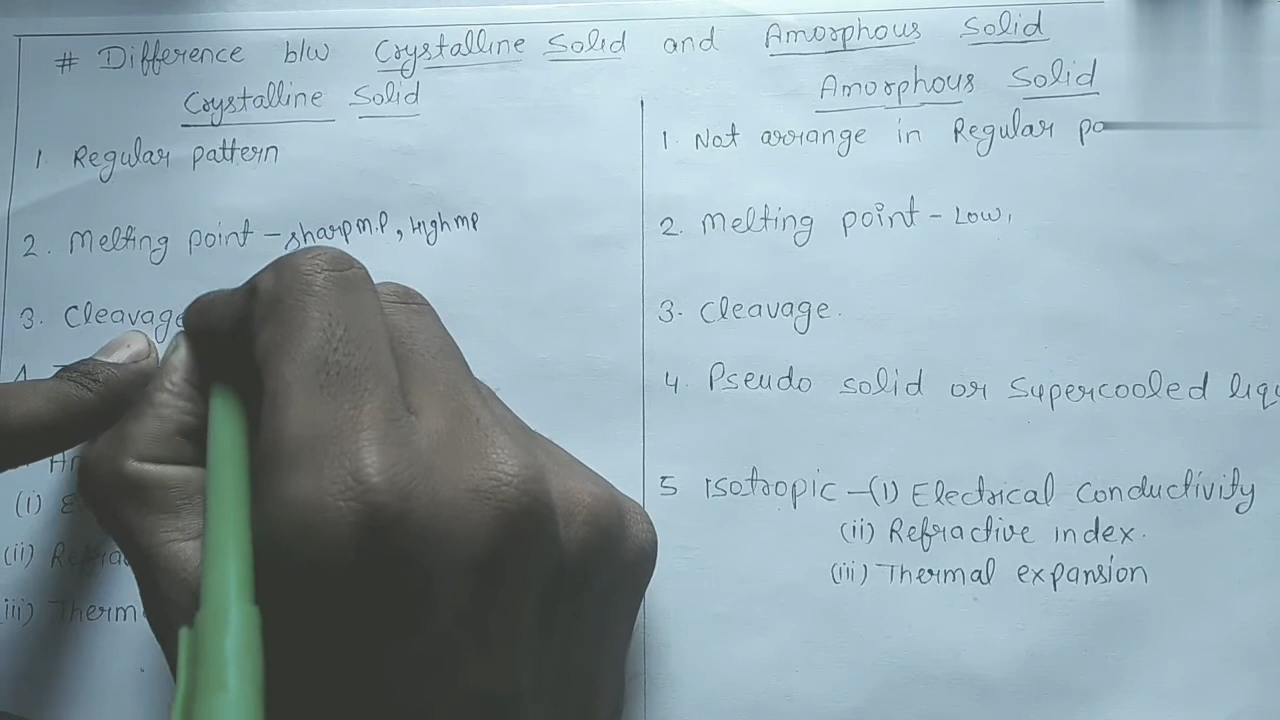 # Difference b/w Crystalline Solid and Amorphous Solid
Crystalline Solid
1. Regular pattern
2. Melting point - sharp m.p, High mp
3. Cleavage
(i)
(ii)
(iii)
Amorphous Solid
1. Not arrange in Regular
2. Melting point - Low,
3. Cleavage.
4. Pseudo solid or Supercooled
5 Isotropic -(i) Electrical Conductivity
(ii) Refractive index.
(iii) Thermal expansion